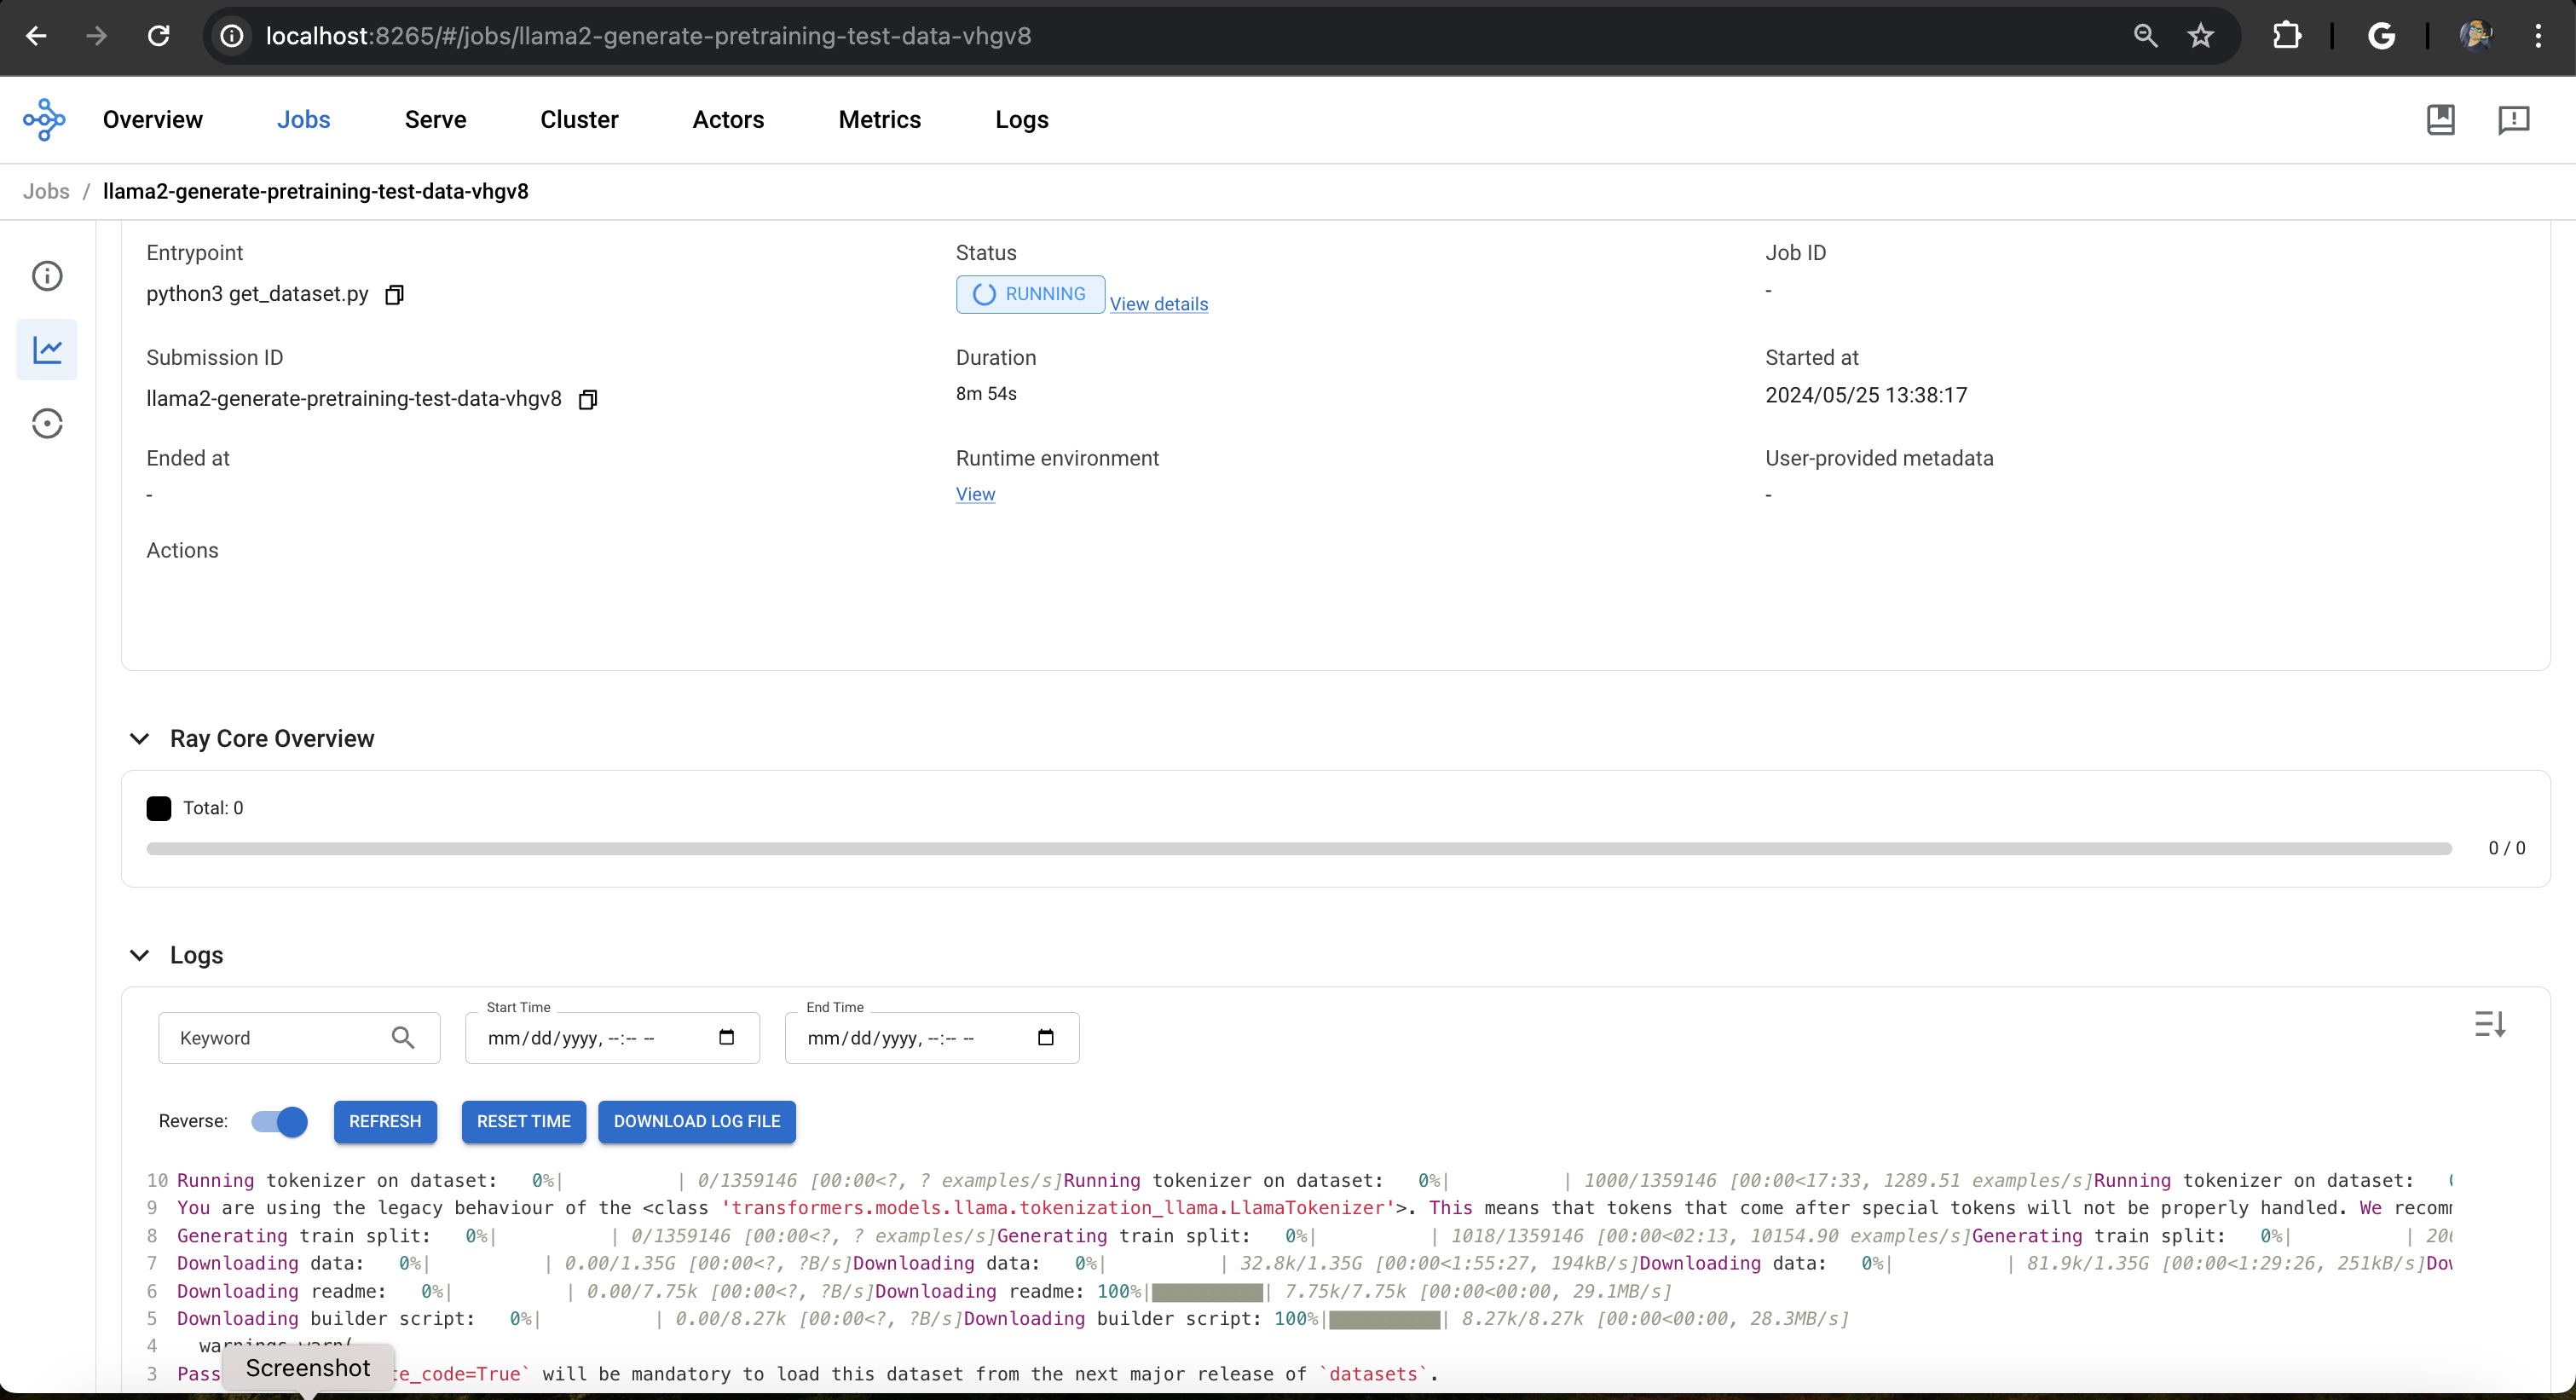 localhost:8265/#/jobs/llama2-generate-pretraining-test-data-vhgv8
G
Overview Jobs Serve Cluster Actors Metrics Logs
Jobs / llama2-generate-pretraining-test-data-vhgv8
Entrypoint Status Job ID
python3 get_dataset.py RUNNING View details -
Submission ID Duration Started at
llama2-generate-pretraining-test-data-vhgv8 8m 54s 2024/05/25 13:38:17
Ended at Runtime environment User-provided metadata
- View -
Actions
Ray Core Overview
Total: 0
0 / 0
Logs
Start Time End Time
Keyword mm/dd/yyyy, --:-- -- mm/dd/yyyy, --:-- --
Reverse: REFRESH RESET TIME DOWNLOAD LOG FILE
10 Running tokenizer on dataset: 0%| | 0/1359146 [00:00<?, ? examples/s]Running tokenizer on dataset: 0%| | 1000/1359146 [00:00<17:33, 1289.51 examples/s]Running tokenizer on dataset:
9 You are using the legacy behaviour of the <class 'transformers.models.llama.tokenization_llama.LlamaTokenizer'>. This means that tokens that come after special tokens will not be properly handled. We recom
8 Generating train split: 0%| | 0/1359146 [00:00<?, ? examples/s]Generating train split: 0%| | 1018/1359146 [00:00<02:13, 10154.90 examples/s]Generating train split: 0%| | 20
7 Downloading data: 0%| | 0.00/1.35G [00:00<?, ?B/s]Downloading data: 0%| | 32.8k/1.35G [00:00<1:55:27, 194kB/s]Downloading data: 0%| | 81.9k/1.35G [00:00<1:29:26, 251kB/s]Do
6 Downloading readme: 0%| | 0.00/7.75k [00:00<?, ?B/s]Downloading readme: 100%| | 7.75k/7.75k [00:00<00:00, 29.1MB/s]
5 Downloading builder script: 0%| | 0.00/8.27k [00:00<?, ?B/s]Downloading builder script: 100%| | 8.27k/8.27k [00:00<00:00, 28.3MB/s]
4 warnings.warn(
3 Pass te_code=True` will be mandatory to load this dataset from the next major release of `datasets`.
Screenshot